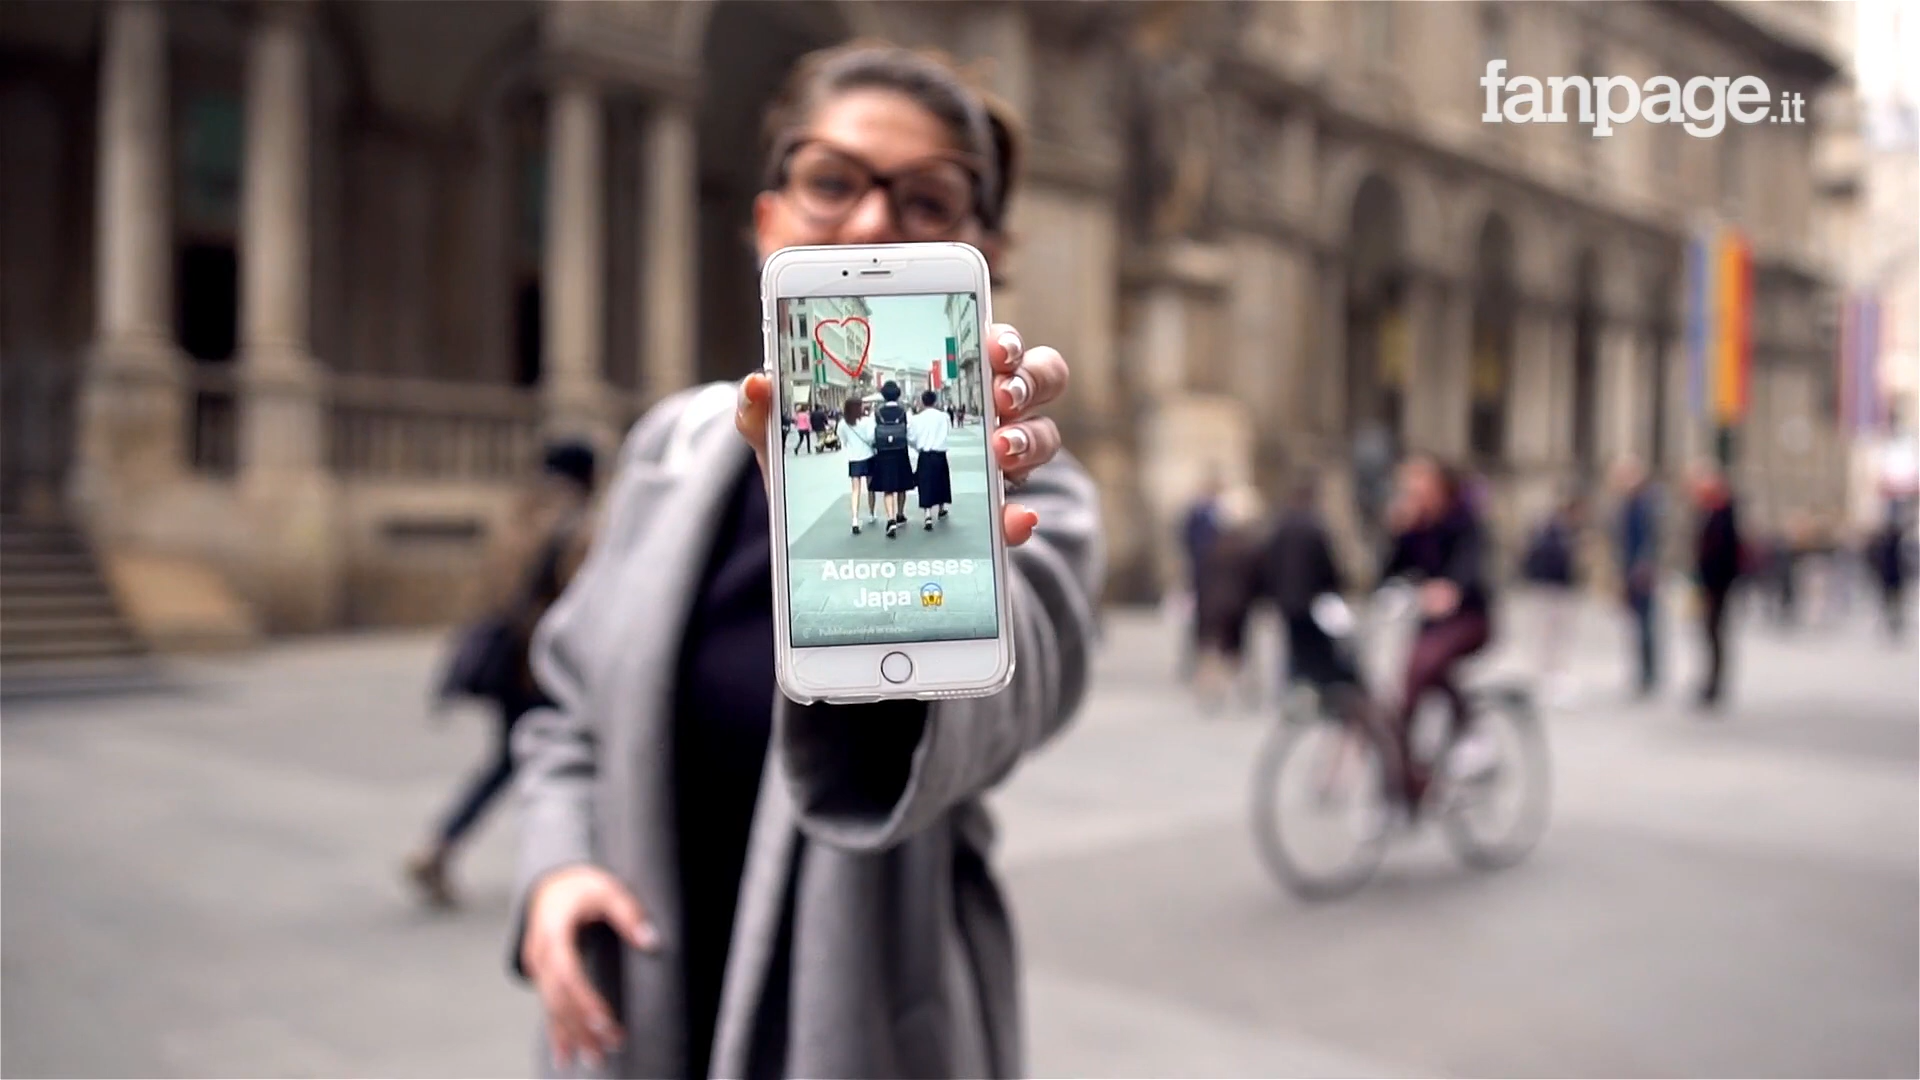 fanpage.it
Adoro esses
Japa 😱